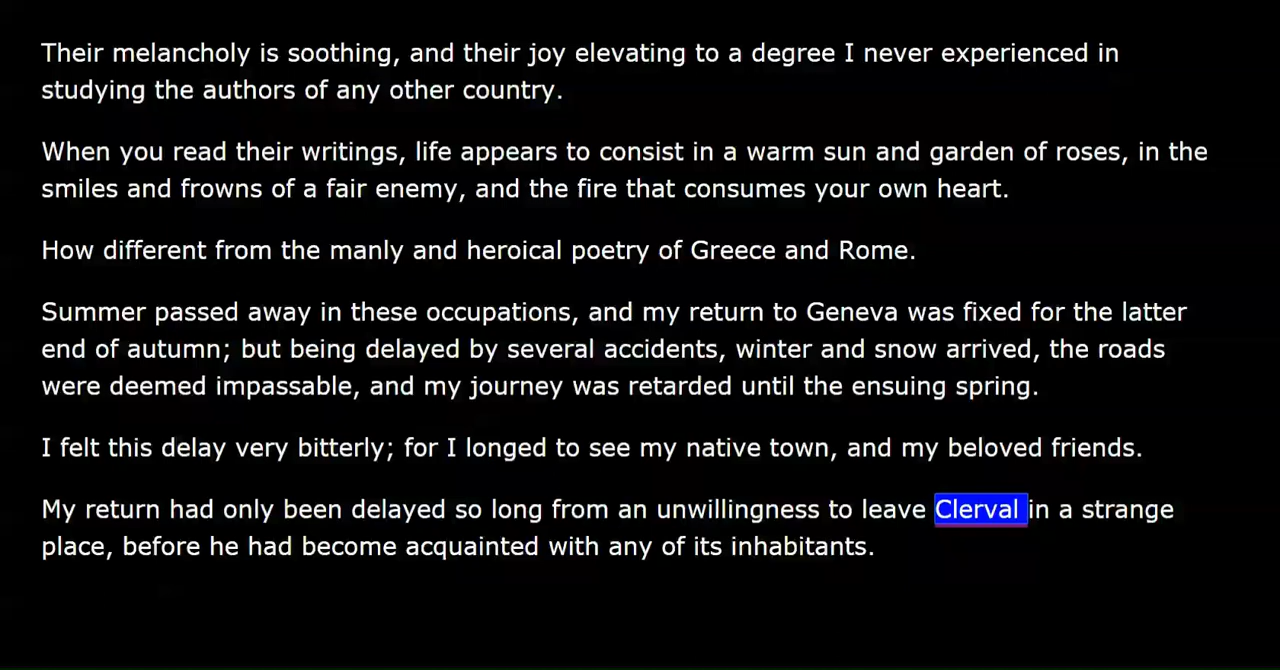 Their melancholy is soothing, and their joy elevating to a degree I never experienced in
studying the authors of any other country.
When you read their writings, life appears to consist in a warm sun and garden of roses, in the
smiles and frowns of a fair enemy, and the fire that consumes your own heart.
How different from the manly and heroical poetry of Greece and Rome.
Summer passed away in these occupations, and my return to Geneva was fixed for the latter
end of autumn; but being delayed by several accidents, winter and snow arrived, the roads
were deemed impassable, and my journey was retarded until the ensuing spring.
I felt this delay very bitterly; for I longed to see my native town, and my beloved friends.
My return had only been delayed so long from an unwillingness to leave Clerval in a strange
place, before he had become acquainted with any of its inhabitants.